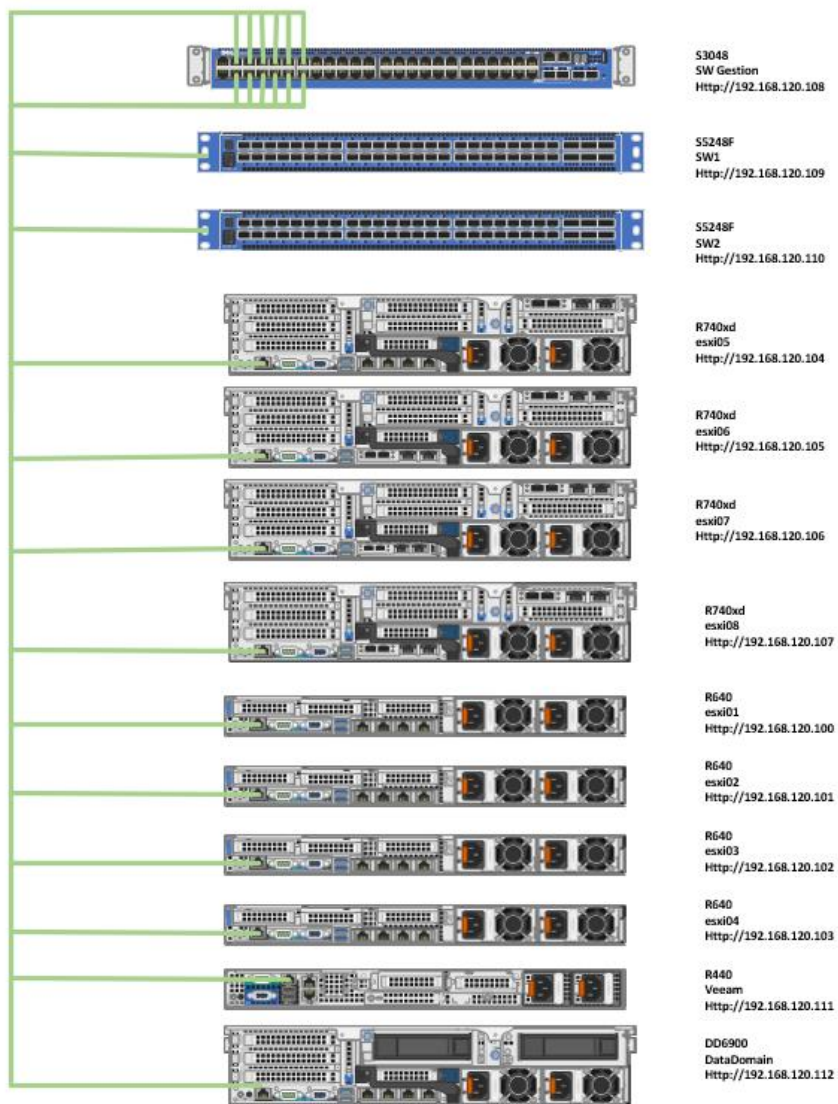 S3048
SW Gestion
Http://192.168.120.108
S5248F
SW1
Http://192.168.120.109
S5248F
SW2
Http://192.168.120.110
R740xd
esxi05
Http://192.168.120.104
R740xd
esxi06
Http://192.168.120.105
R740xd
esxi07
Http://192.168.120.106
R740xd
esxi08
Http://192.168.120.107
R640
esxi01
Http://192.168.120.100
R640
esxi02
Http://192.168.120.101
R640
esxi03
Http://192.168.120.102
R640
esxi04
Http://192.168.120.103
R440
Veeam
Http://192.168.120.111
DD6900
DataDomain
Http://192.168.120.112